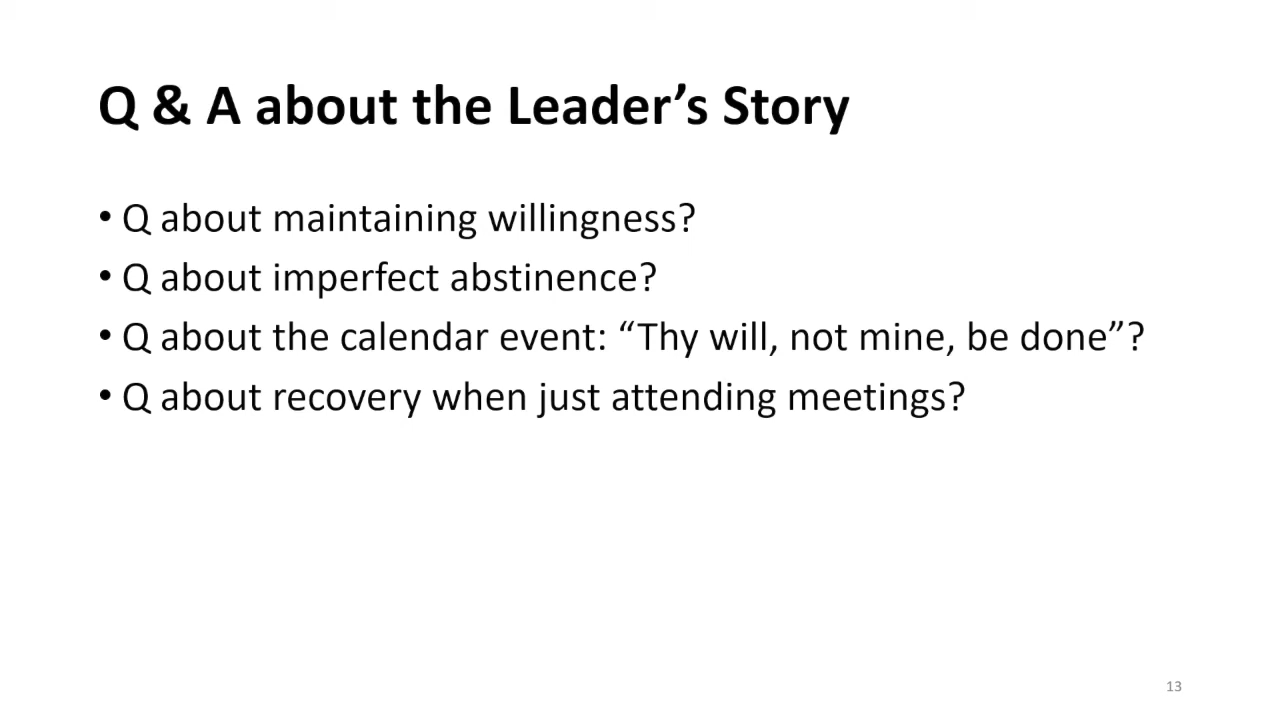 Q & A about the Leader’s Story
• Q about maintaining willingness?
• Q about imperfect abstinence?
• Q about the calendar event: “Thy will, not mine, be done”?
• Q about recovery when just attending meetings?
13